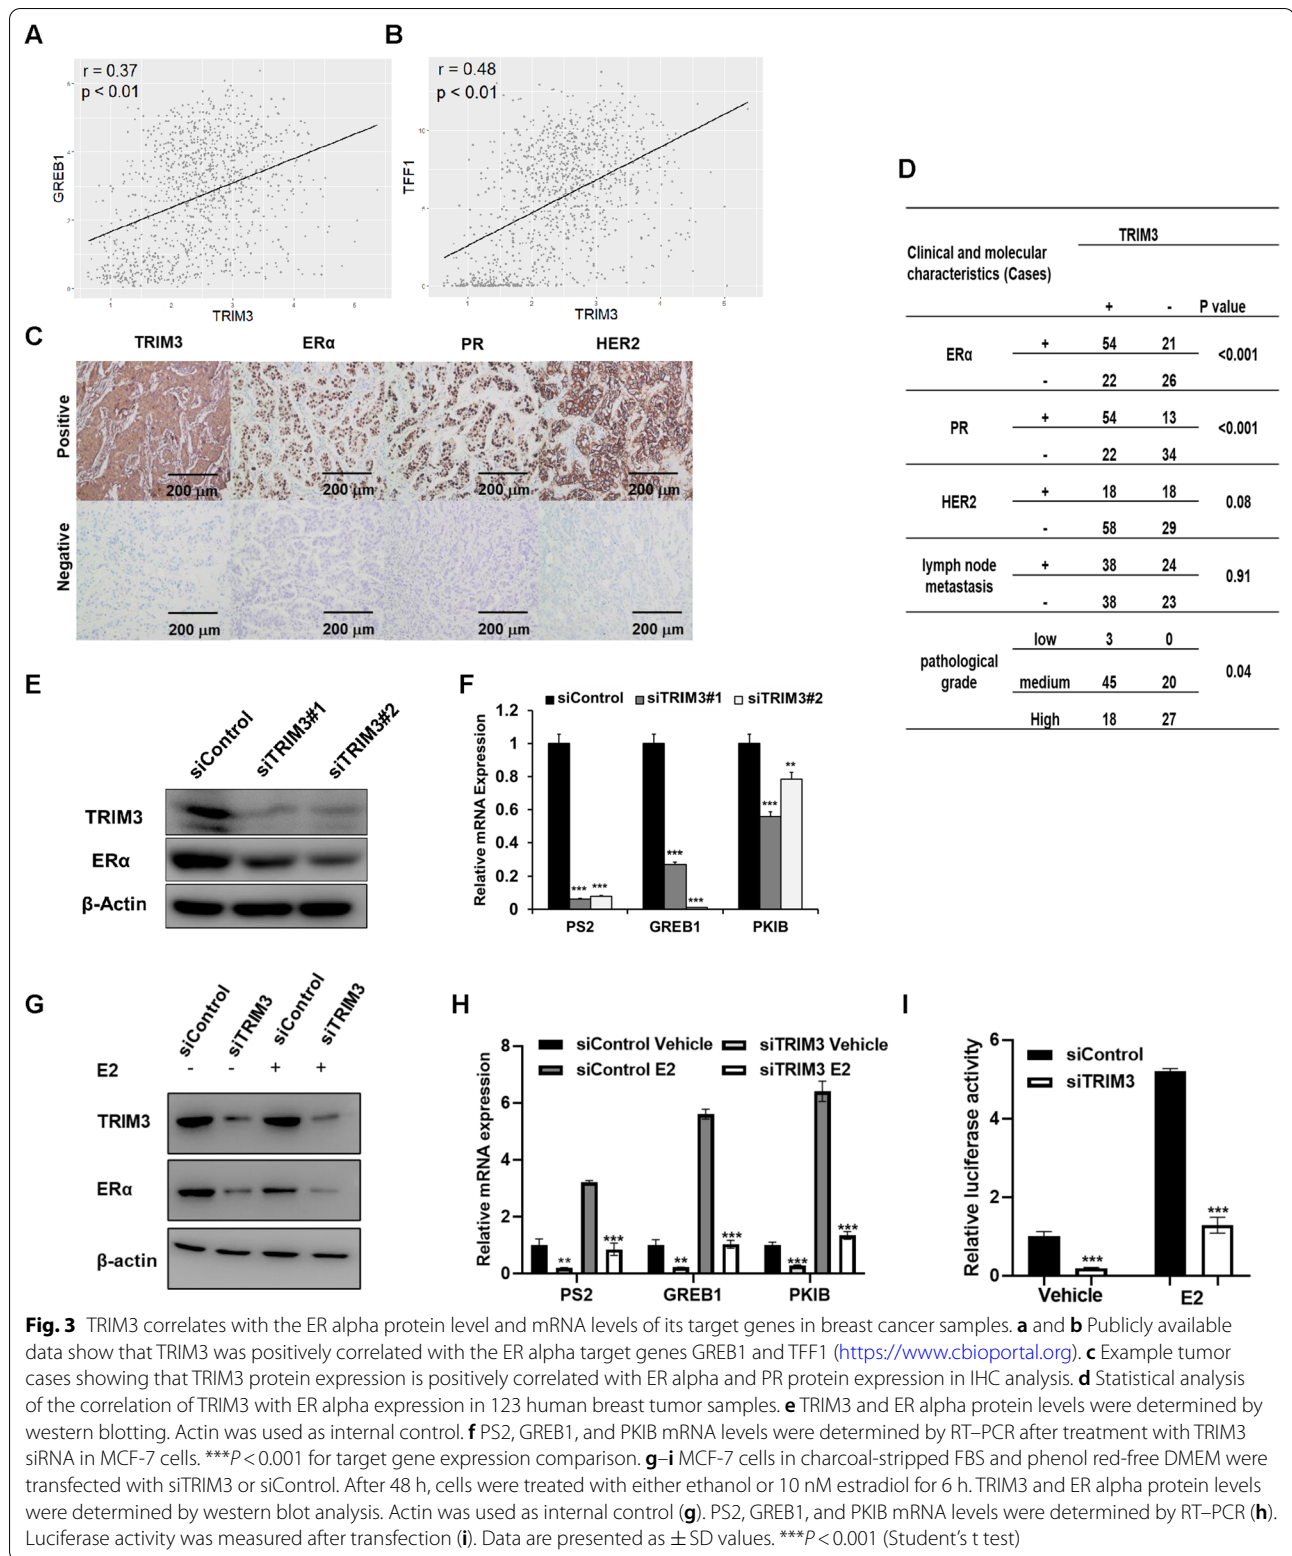 A
r = 0.37
p < 0.01
GREB1
6
4
2
0
1
2
3
4
5
TRIM3
B
r = 0.48
p < 0.01
TFF1
10
5
0
1
2
3
4
5
TRIM3
C
TRIM3 ERα PR HER2
Positive
200 μm 200 μm 200 μm 200 μm
Negative
200 μm 200 μm 200 μm 200 μm
D
TRIM3
Clinical and molecular
characteristics (Cases)
+ - P value
ERα + 54 21 <0.001
- 22 26
PR + 54 13 <0.001
- 22 34
HER2 + 18 18 0.08
- 58 29
lymph node
metastasis + 38 24 0.91
- 38 23
low 3 0
pathological
grade medium 45 20 0.04
High 18 27
E
siControl siTRIM3#1 siTRIM3#2
TRIM3
ERα
β-Actin
F
siControl siTRIM3#1 siTRIM3#2
Relative mRNA Expression
1.2
1
0.8
0.6
0.4
0.2
0
*** *** *** *** *** **
PS2 GREB1 PKIB
G
siControl siTRIM3 siControl siTRIM3
E2 - - + +
TRIM3
ERα
β-actin
H
siControl Vehicle siTRIM3 Vehicle
siControl E2 siTRIM3 E2
Relative mRNA expression
8
6
4
2
0
** *** ** *** *** ***
PS2 GREB1 PKIB
I
siControl
siTRIM3
Relative luciferase activity
6
4
2
0
*** ***
Vehicle E2
Fig. 3 TRIM3 correlates with the ER alpha protein level and mRNA levels of its target genes in breast cancer samples. a and b Publicly available
data show that TRIM3 was positively correlated with the ER alpha target genes GREB1 and TFF1 (https://www.cbioportal.org). c Example tumor
cases showing that TRIM3 protein expression is positively correlated with ER alpha and PR protein expression in IHC analysis. d Statistical analysis
of the correlation of TRIM3 with ER alpha expression in 123 human breast tumor samples. e TRIM3 and ER alpha protein levels were determined by
western blotting. Actin was used as internal control. f PS2, GREB1, and PKIB mRNA levels were determined by RT–PCR after treatment with TRIM3
siRNA in MCF-7 cells. ***P < 0.001 for target gene expression comparison. g–i MCF-7 cells in charcoal-stripped FBS and phenol red-free DMEM were
transfected with siTRIM3 or siControl. After 48 h, cells were treated with either ethanol or 10 nM estradiol for 6 h. TRIM3 and ER alpha protein levels
were determined by western blot analysis. Actin was used as internal control (g). PS2, GREB1, and PKIB mRNA levels were determined by RT–PCR (h).
Luciferase activity was measured after transfection (i). Data are presented as ± SD values. ***P < 0.001 (Student's t test)